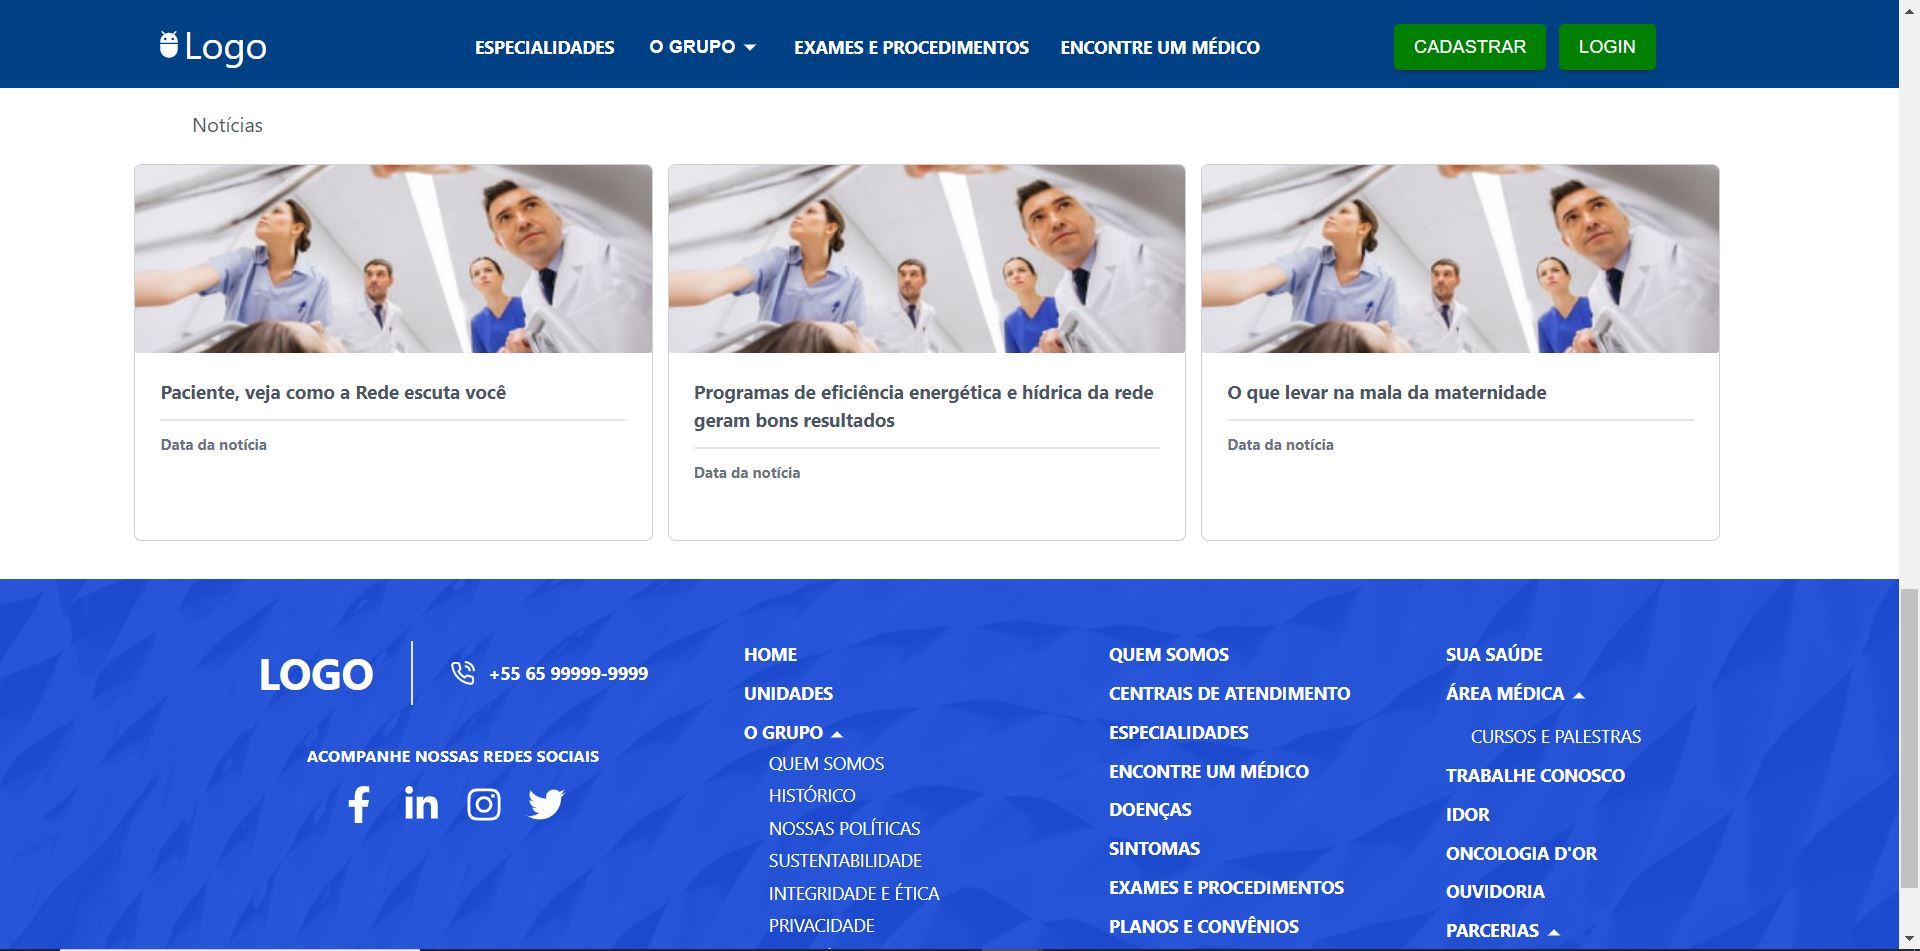 Logo
ESPECIALIDADES
O GRUPO
EXAMES E PROCEDIMENTOS
ENCONTRE UM MÉDICO
CADASTRAR
LOGIN
Notícias
Paciente, veja como a Rede escuta você
Data da notícia
Programas de eficiência energética e hídrica da rede
geram bons resultados
Data da notícia
O que levar na mala da maternidade
Data da notícia
LOGO
+55 65 99999-9999
ACOMPANHE NOSSAS REDES SOCIAIS
HOME
UNIDADES
O GRUPO
QUEM SOMOS
HISTÓRICO
NOSSAS POLÍTICAS
SUSTENTABILIDADE
INTEGRIDADE E ÉTICA
PRIVACIDADE
QUEM SOMOS
CENTRAIS DE ATENDIMENTO
ESPECIALIDADES
ENCONTRE UM MÉDICO
DOENÇAS
SINTOMAS
EXAMES E PROCEDIMENTOS
PLANOS E CONVÊNIOS
SUA SAÚDE
ÁREA MÉDICA
CURSOS E PALESTRAS
TRABALHE CONOSCO
IDOR
ONCOLOGIA D'OR
OUVIDORIA
PARCERIAS